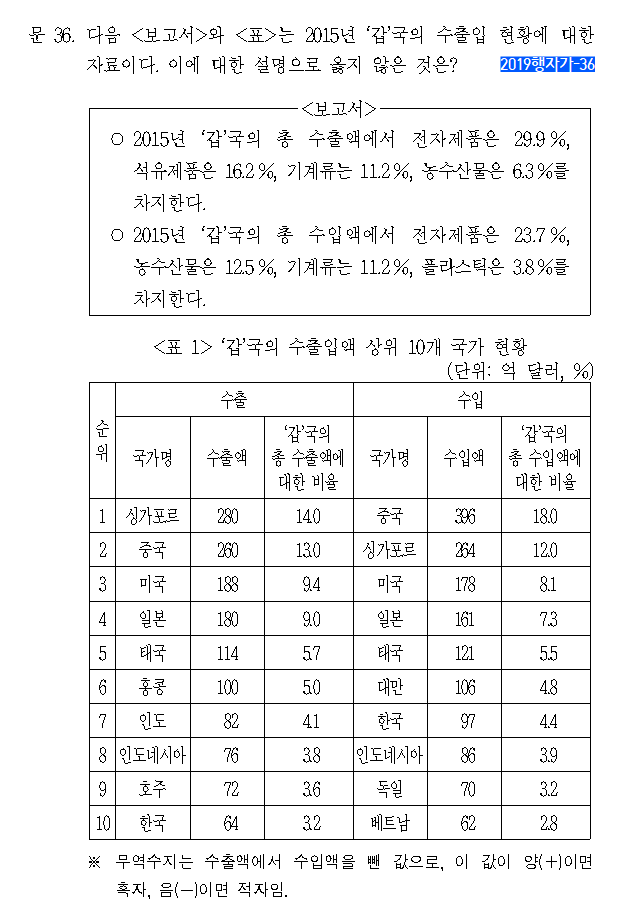 문 36. 다음 <보고서>와 <표>는 2015년 ‘갑’국의 수출입 현황에 대한
자료이다. 이에 대한 설명으로 옳지 않은 것은?
2019행자가-36
<보고서>
○ 2015년 ‘갑’국의 총 수출액에서 전자제품은 29.9%,
석유제품은 16.2%, 기계류는 11.2%, 농수산물은 6.3%를
차지한다.
○ 2015년 ‘갑’국의 총 수입액에서 전자제품은 23.7%,
농수산물은 12.5%, 기계류는 11.2%, 플라스틱은 3.8%를
차지한다.
<표 1> ‘갑’국의 수출입액 상위 10개 국가 현황
(단위: 억 달러, %)
순위 수출 수입
국가명 수출액 ‘갑’국의 총 수출액에 대한 비율 국가명 수입액 ‘갑’국의 총 수입액에 대한 비율
1 싱가포르 280 14.0 중국 396 18.0
2 중국 260 13.0 싱가포르 264 12.0
3 미국 188 9.4 미국 178 8.1
4 일본 180 9.0 일본 161 7.3
5 태국 114 5.7 태국 121 5.5
6 홍콩 100 5.0 대만 106 4.8
7 인도 82 4.1 한국 97 4.4
8 인도네시아 76 3.8 인도네시아 86 3.9
9 호주 72 3.6 독일 70 3.2
10 한국 64 3.2 베트남 62 2.8
※ 무역수지는 수출액에서 수입액을 뺀 값으로, 이 값이 양(+)이면
흑자, 음(−)이면 적자임.